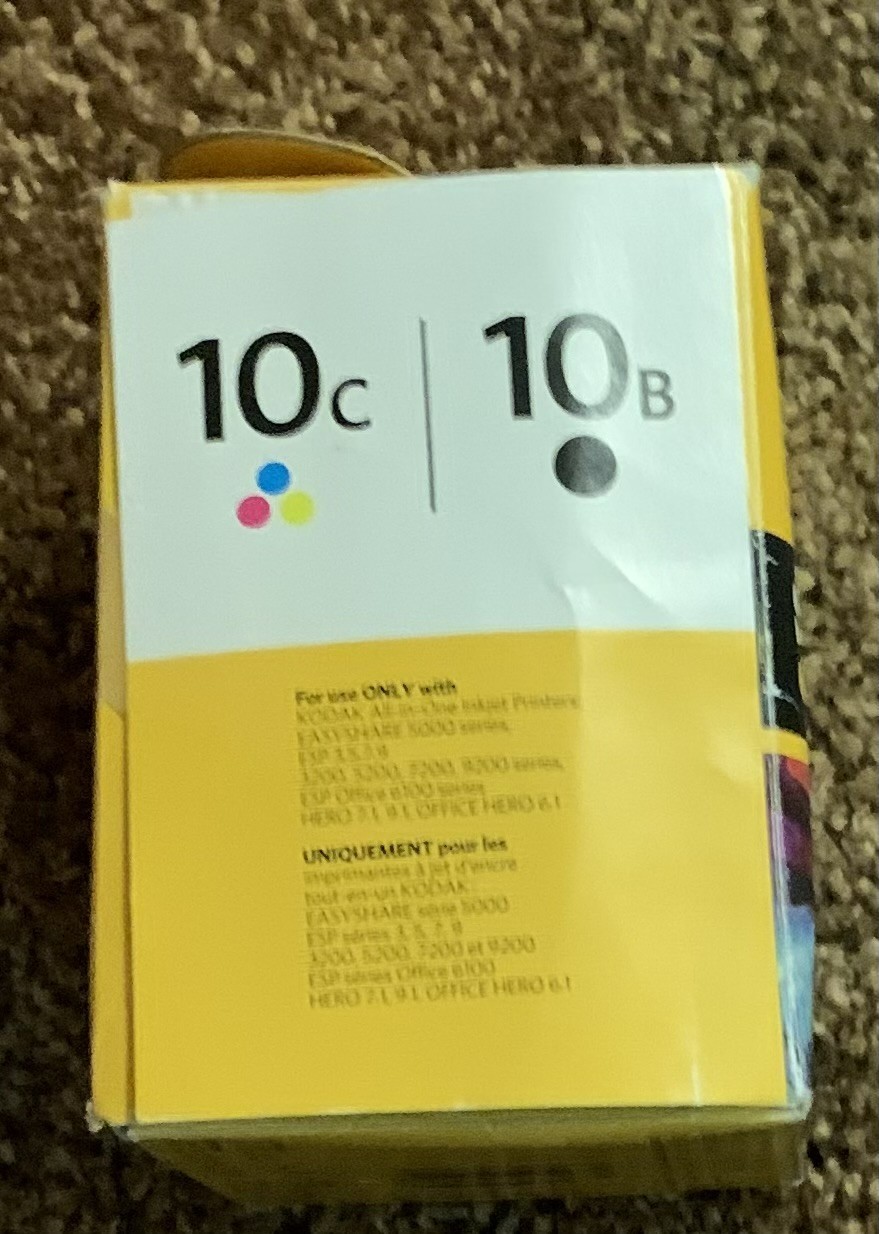 10C | 10B
For use ONLY with
KODAK All-in-One Inkjet Printers
EASYSHARE 5000 series,
ESP 3,5,7,9
3200, 5200, 7200, 9200 series,
ESP Office 6100 series
HERO 7.1, 9.1, OFFICE HERO 6.1
UNIQUEMENT pour les
imprimantes à jet d'encre
tout-en-un KODAK
EASYSHARE série 5000
ESP séries 3, 5, 7, 9
3200, 5200, 7200 et 9200
ESP séries Office 6100
HERO 7.1, 9.1, OFFICE HERO 6.1